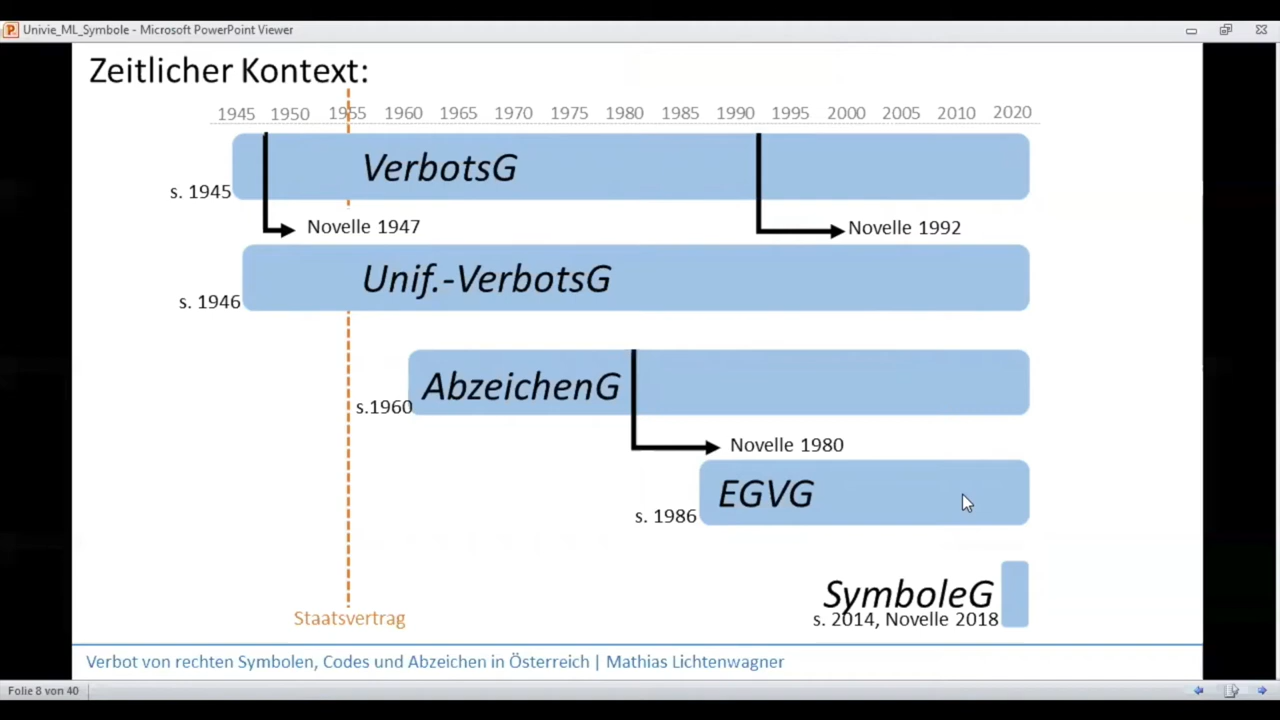 Univie_ML_Symbole - Microsoft PowerPoint Viewer
Zeitlicher Kontext:
1945 1950 1955 1960 1965 1970 1975 1980 1985 1990 1995 2000 2005 2010 2020
VerbotsG
s. 1945
Novelle 1947
Novelle 1992
Unif.-VerbotsG
s. 1946
AbzeichenG
s.1960
Novelle 1980
EGVG
s. 1986
SymboleG
s. 2014, Novelle 2018
Staatsvertrag
Verbot von rechten Symbolen, Codes und Abzeichen in Österreich | Mathias Lichtenwagner
Folie 8 von 40